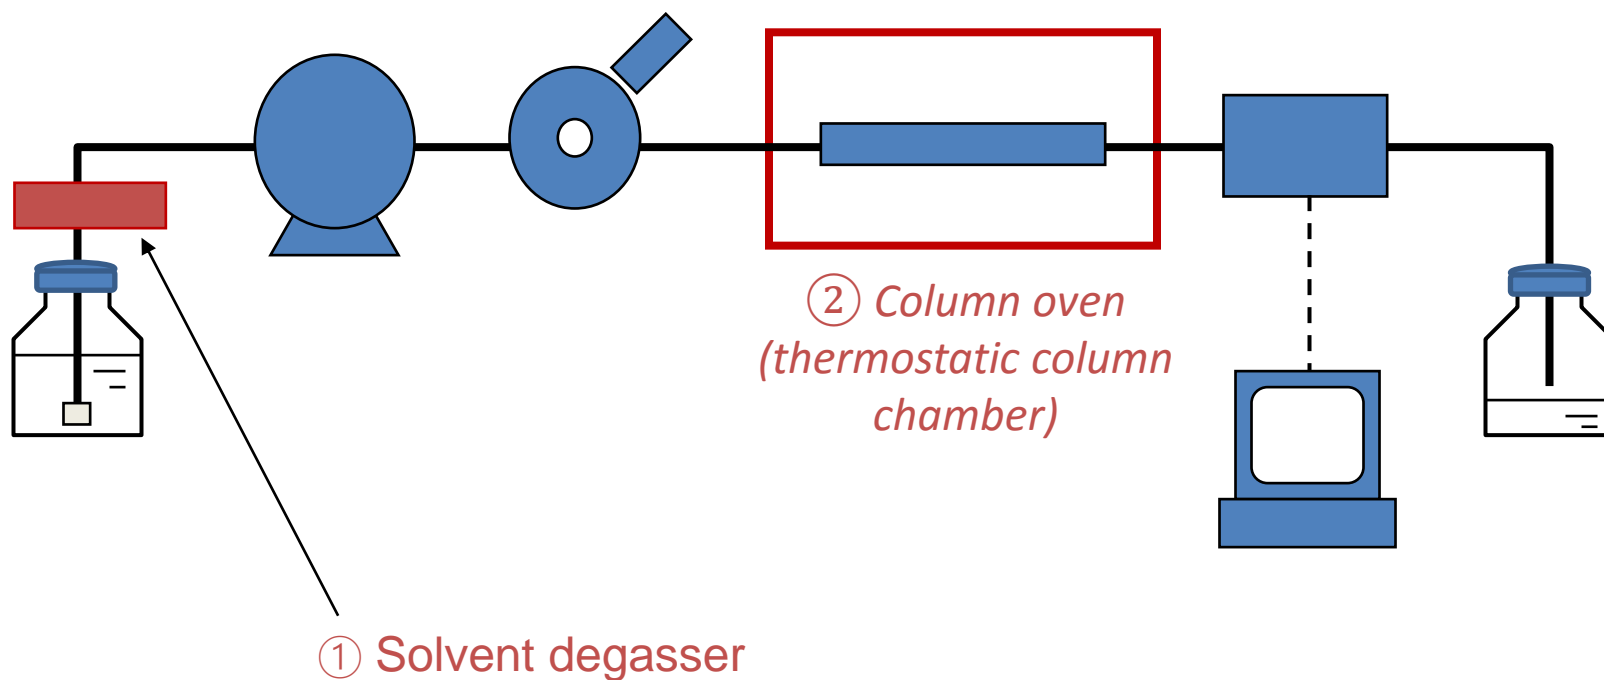 ② Column oven
(thermostatic column
chamber)
① Solvent degasser